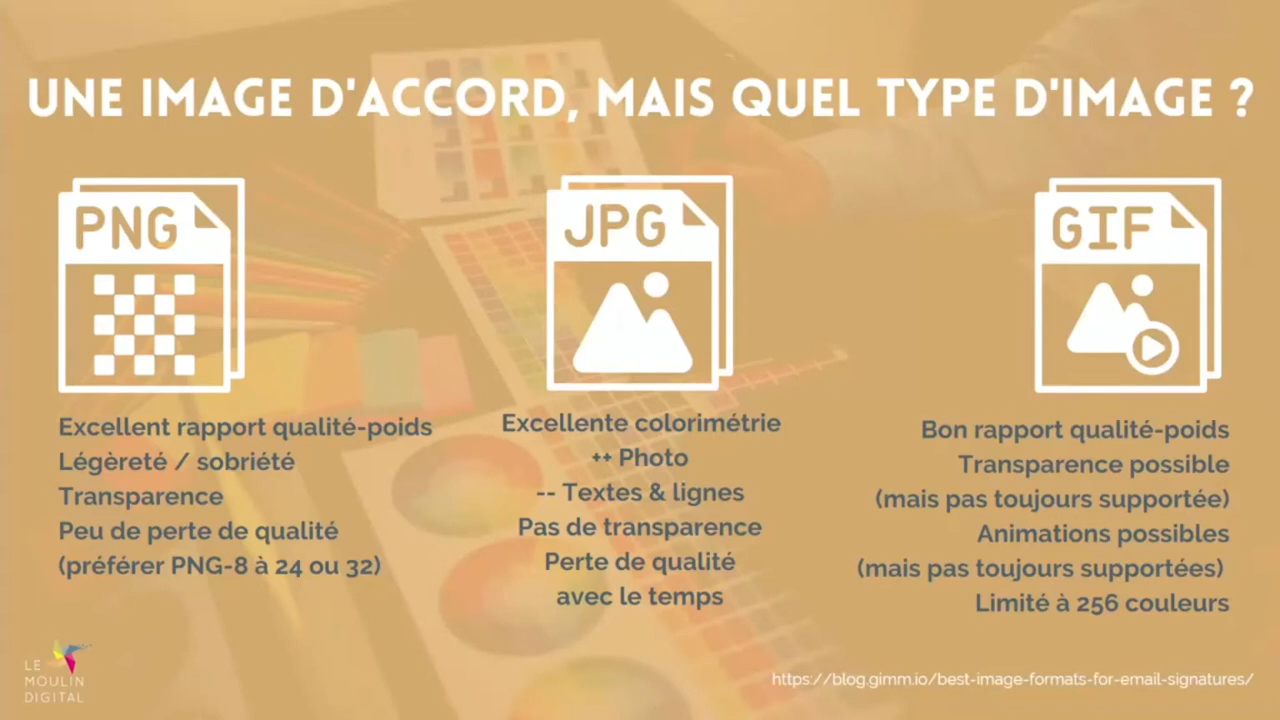 UNE IMAGE D'ACCORD, MAIS QUEL TYPE D'IMAGE ?
PNG
Excellent rapport qualité-poids
Légèreté / sobriété
Transparence
Peu de perte de qualité
(préférer PNG-8 à 24 ou 32)
JPG
Excellente colorimétrie
++ Photo
-- Textes & lignes
Pas de transparence
Perte de qualité
avec le temps
GIF
Bon rapport qualité-poids
Transparence possible
(mais pas toujours supportée)
Animations possibles
(mais pas toujours supportées)
Limité à 256 couleurs
LE
MOULIN
DIGITAL
https://blog.gimm.io/best-image-formats-for-email-signatures/